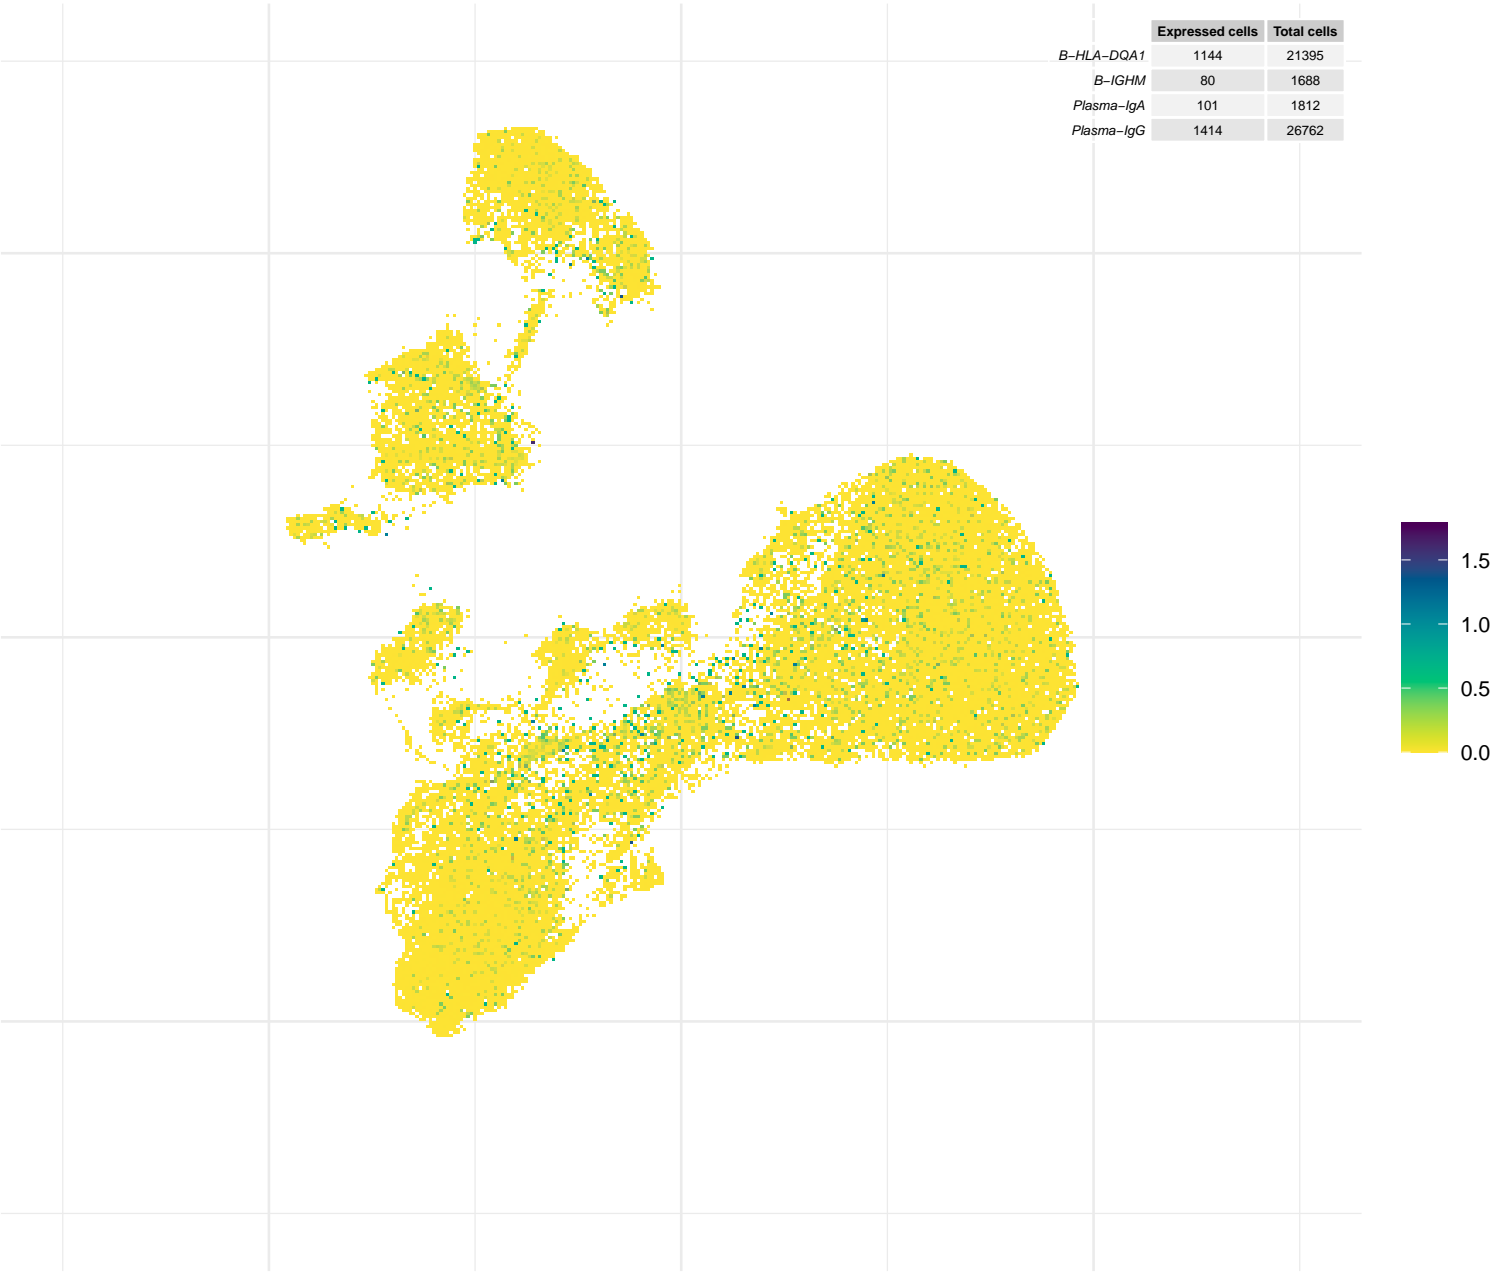 Expressed cells Total cells
B-HLA-DQA1 1144 21395
B-IGHM 80 1688
Plasma-IgA 101 1812
Plasma-IgG 1414 26762
1.5
1.0
0.5
0.0